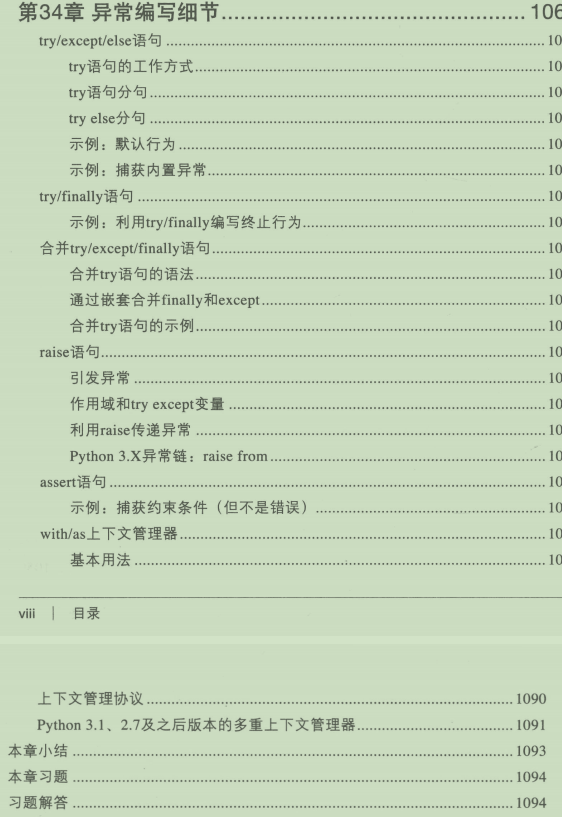 第34章 异常编写细节 ........ 106
try/except/else语句 ........ 10
try语句的工作方式 ........ 10
try语句分句 ........ 10
try else分句 ........ 10
示例：默认行为 ........ 10
示例：捕获内置异常 ........ 10
try/finally语句 ........ 10
示例：利用try/finally编写终止行为 ........ 10
合并try/except/finally语句 ........ 10
合并try语句的语法 ........ 10
通过嵌套合并finally和except ........ 10
合并try语句的示例 ........ 10
raise语句 ........ 10
引发异常 ........ 10
作用域和try except变量 ........ 10
利用raise传递异常 ........ 10
Python 3.X异常链：raise from ........ 10
assert语句 ........ 10
示例：捕获约束条件（但不是错误） ........ 10
with/as上下文管理器 ........ 10
基本用法 ........ 10
viii | 目录
上下文管理协议 ........ 1090
Python 3.1、2.7及之后版本的多重上下文管理器 ........ 1091
本章小结 ........ 1093
本章习题 ........ 1094
习题解答 ........ 1094